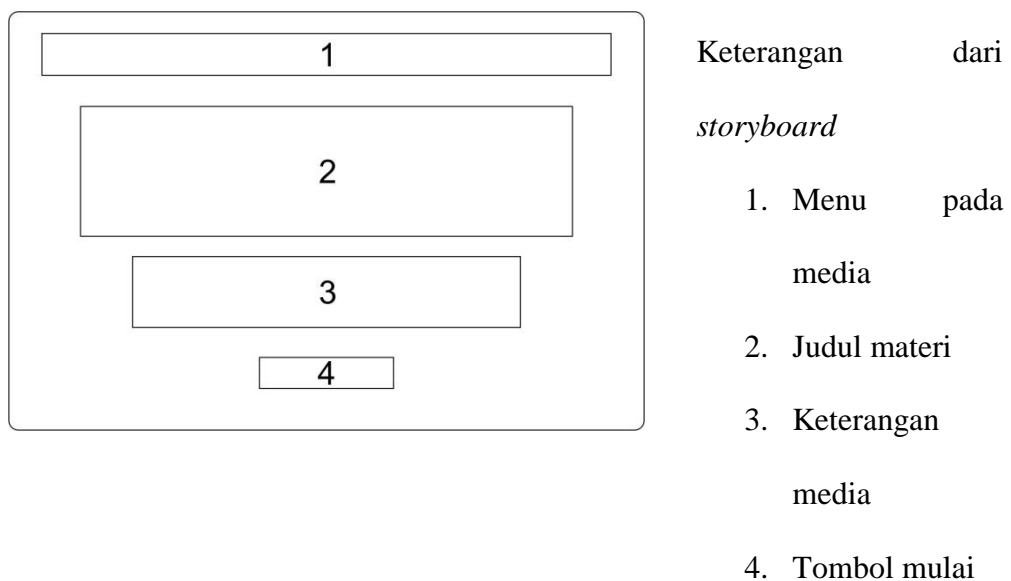 1
2
3
4
Keterangan dari
storyboard
1. Menu pada
media
2. Judul materi
3. Keterangan
media
4. Tombol mulai